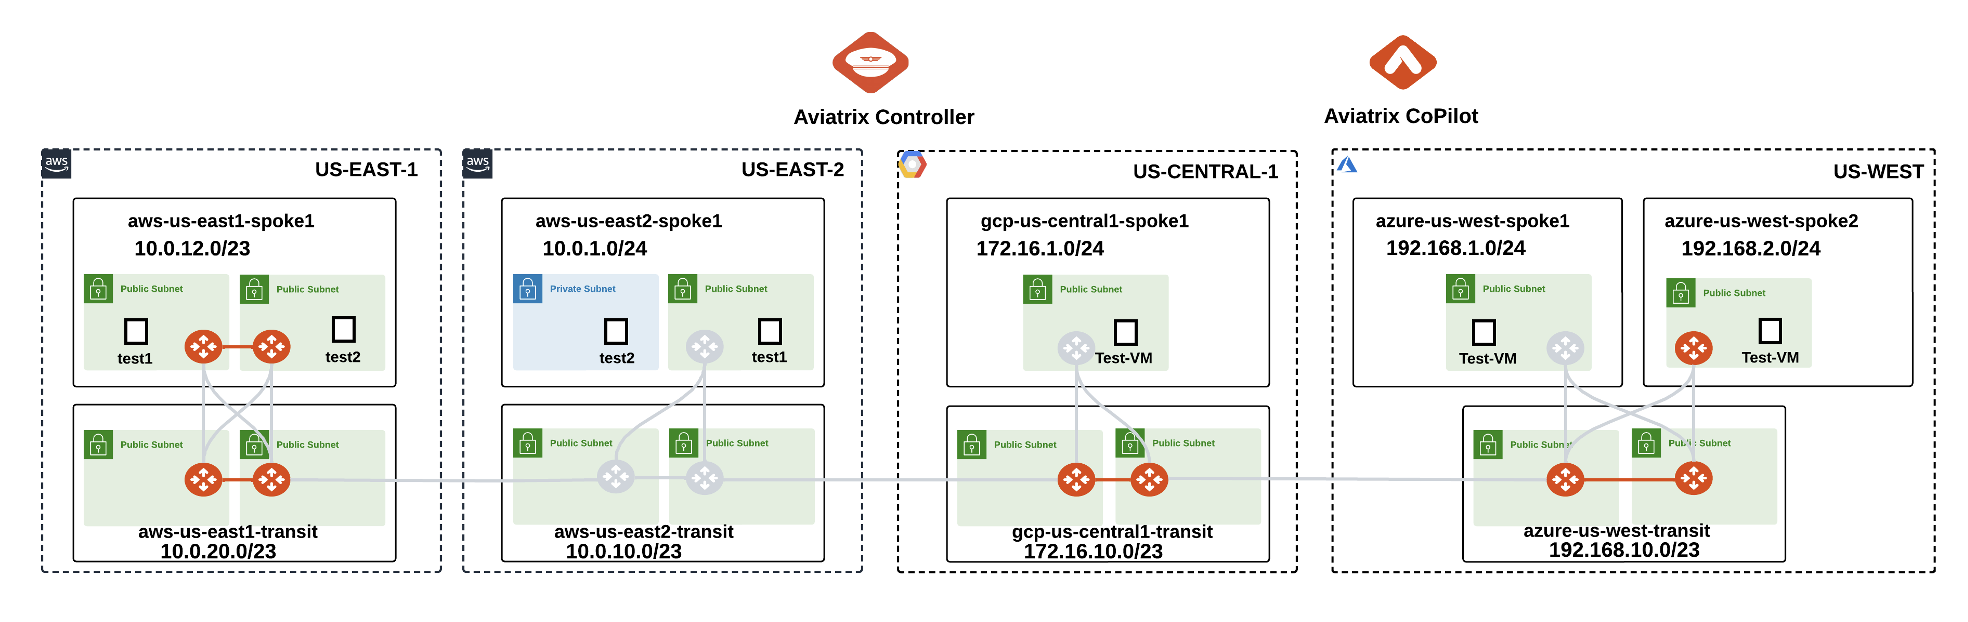 Aviatrix Controller
Aviatrix CoPilot
aws
US-EAST-1
aws-us-east1-spoke1
10.0.12.0/23
Public Subnet
test1
Public Subnet
test2
Public Subnet
Public Subnet
aws-us-east1-transit
10.0.20.0/23
aws
US-EAST-2
aws-us-east2-spoke1
10.0.1.0/24
Private Subnet
test2
Public Subnet
test1
Public Subnet
Public Subnet
aws-us-east2-transit
10.0.10.0/23
US-CENTRAL-1
gcp-us-central1-spoke1
172.16.1.0/24
Public Subnet
Test-VM
Public Subnet
Public Subnet
gcp-us-central1-transit
172.16.10.0/23
US-WEST
azure-us-west-spoke1
192.168.1.0/24
Public Subnet
Test-VM
azure-us-west-spoke2
192.168.2.0/24
Public Subnet
Test-VM
Public Subnet
Public Subnet
azure-us-west-transit
192.168.10.0/23